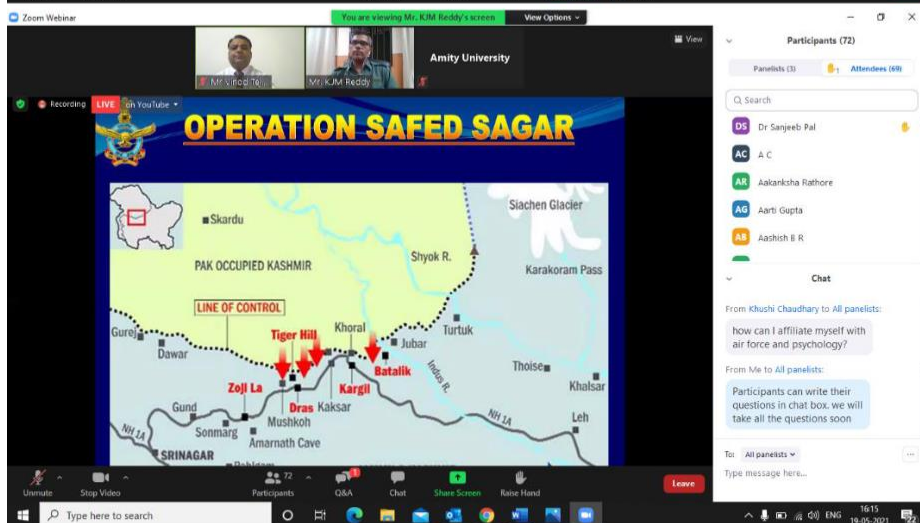 Zoom Webinar
You are viewing Mr. KJM Reddy's screen
View Options
View
Mr. KJM Reddy
Amity University
Recording
LIVE on YouTube
OPERATION SAFED SAGAR
Skardu
Siachen Glacier
PAK OCCUPIED KASHMIR
Shyok R.
Karakoram Pass
LINE OF CONTROL
Gurej
Dawar
Tiger Hill
Khoral
Turtuk
Jubar
Batalik
Indus R.
Thoise
Khalsar
Zoji La
Kargil
Gund
Dras
Kaksar
Mushkoh
Sonmarg
Amarnath Cave
NH 1A
Leh
NH 1A
SRINAGAR
Participants (72)
Panelists (3)
Attendees (69)
Search
DS Dr Sanjeeb Pal
AC A C
AR Aakanksha Rathore
AG Aarti Gupta
AB Aashish B R
Chat
From Khushi Chaudhary to All panelists:
how can I affiliate myself with
air force and psychology?
From Me to All panelists:
Participants can write their
questions in chat box. we will
take all the questions soon
To: All panelists
Type message here...
Unmute
Stop Video
72
Participants
1
Q&A
Chat
Share Screen
Raise Hand
Leave
Type here to search
ENG
16:15
19-05-2021